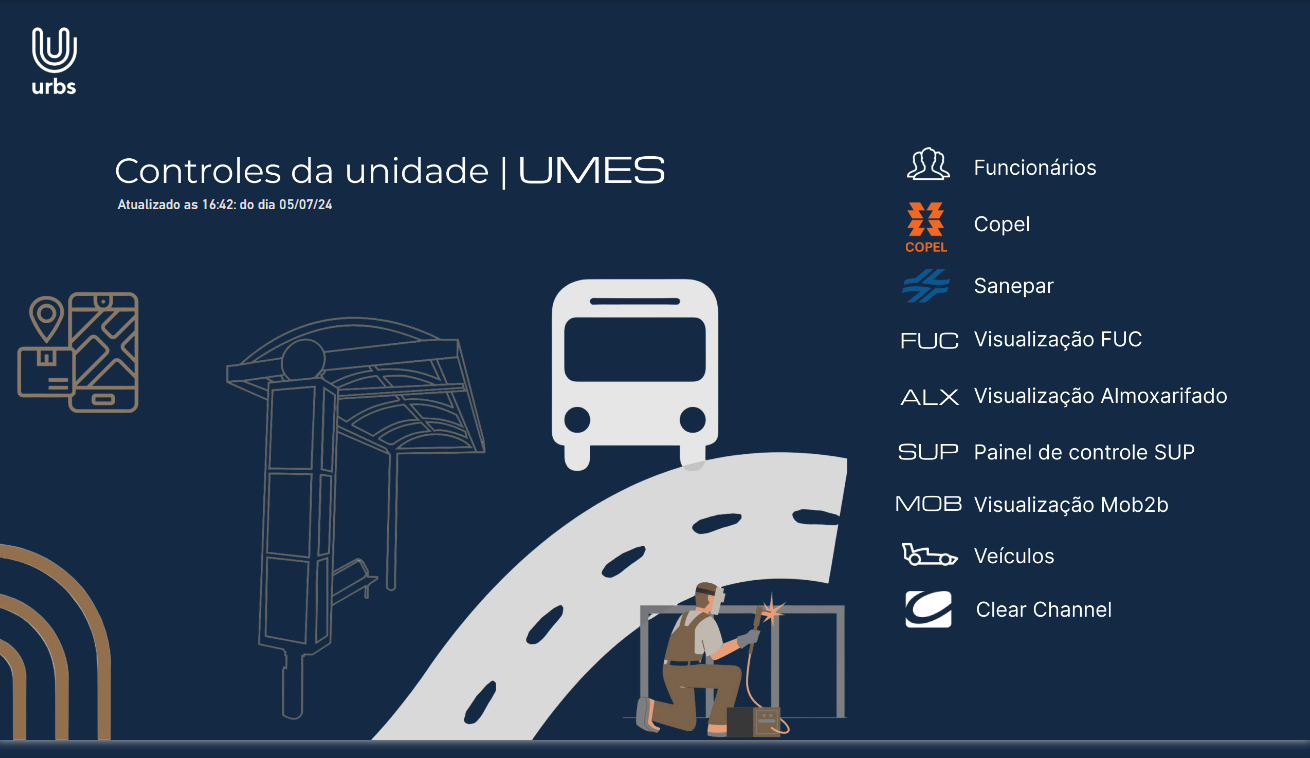 urbs
Controles da unidade | UMES
Atualizado as 16:42: do dia 05/07/24
Funcionários
COPEL Copel
Sanepar
FUC Visualização FUC
ALX Visualização Almoxarifado
SUP Painel de controle SUP
MOB Visualização Mob2b
Veículos
Clear Channel